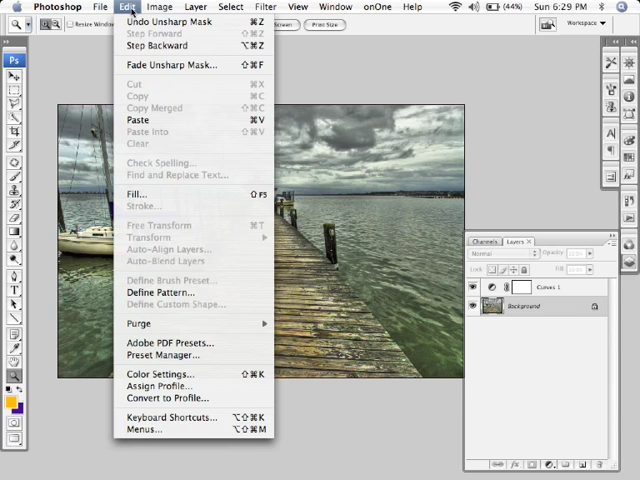 Photoshop File Edit Image Layer Select Filter View Window onOne Help (44%) Sun 6:29 PM
Resize Window Screen Print Size Workspace
Ps
Undo Unsharp Mask ⌘Z
Step Forward ⇧⌘Z
Step Backward ⌥⌘Z
Fade Unsharp Mask... ⇧⌘F
Cut ⌘X
Copy ⌘C
Copy Merged ⇧⌘C
Paste ⌘V
Paste Into ⇧⌘V
Clear
Check Spelling...
Find and Replace Text...
Fill... ⇧F5
Stroke...
Free Transform ⌘T
Transform
Auto-Align Layers...
Auto-Blend Layers
Define Brush Preset...
Define Pattern...
Define Custom Shape...
Purge
Adobe PDF Presets...
Preset Manager...
Color Settings... ⇧⌘K
Assign Profile...
Convert to Profile...
Keyboard Shortcuts... ⌥⇧⌘K
Menus... ⌥⇧⌘M
Channels Layers
Normal Opacity:
Lock: Fill:
Curves 1
Background